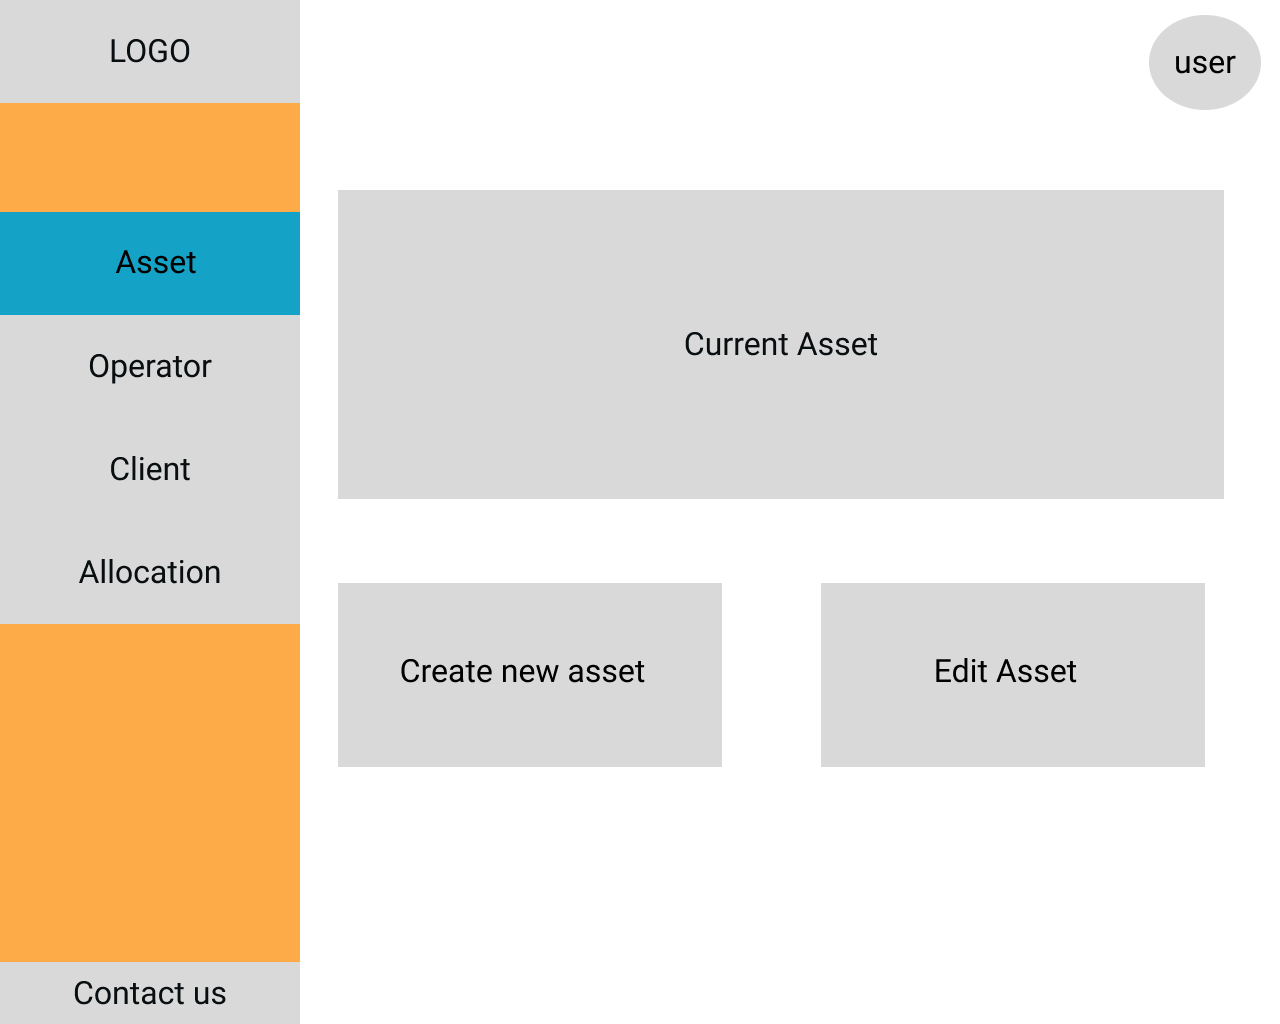 LOGO
user
Asset
Operator
Client
Allocation
Current Asset
Create new asset
Edit Asset
Contact us